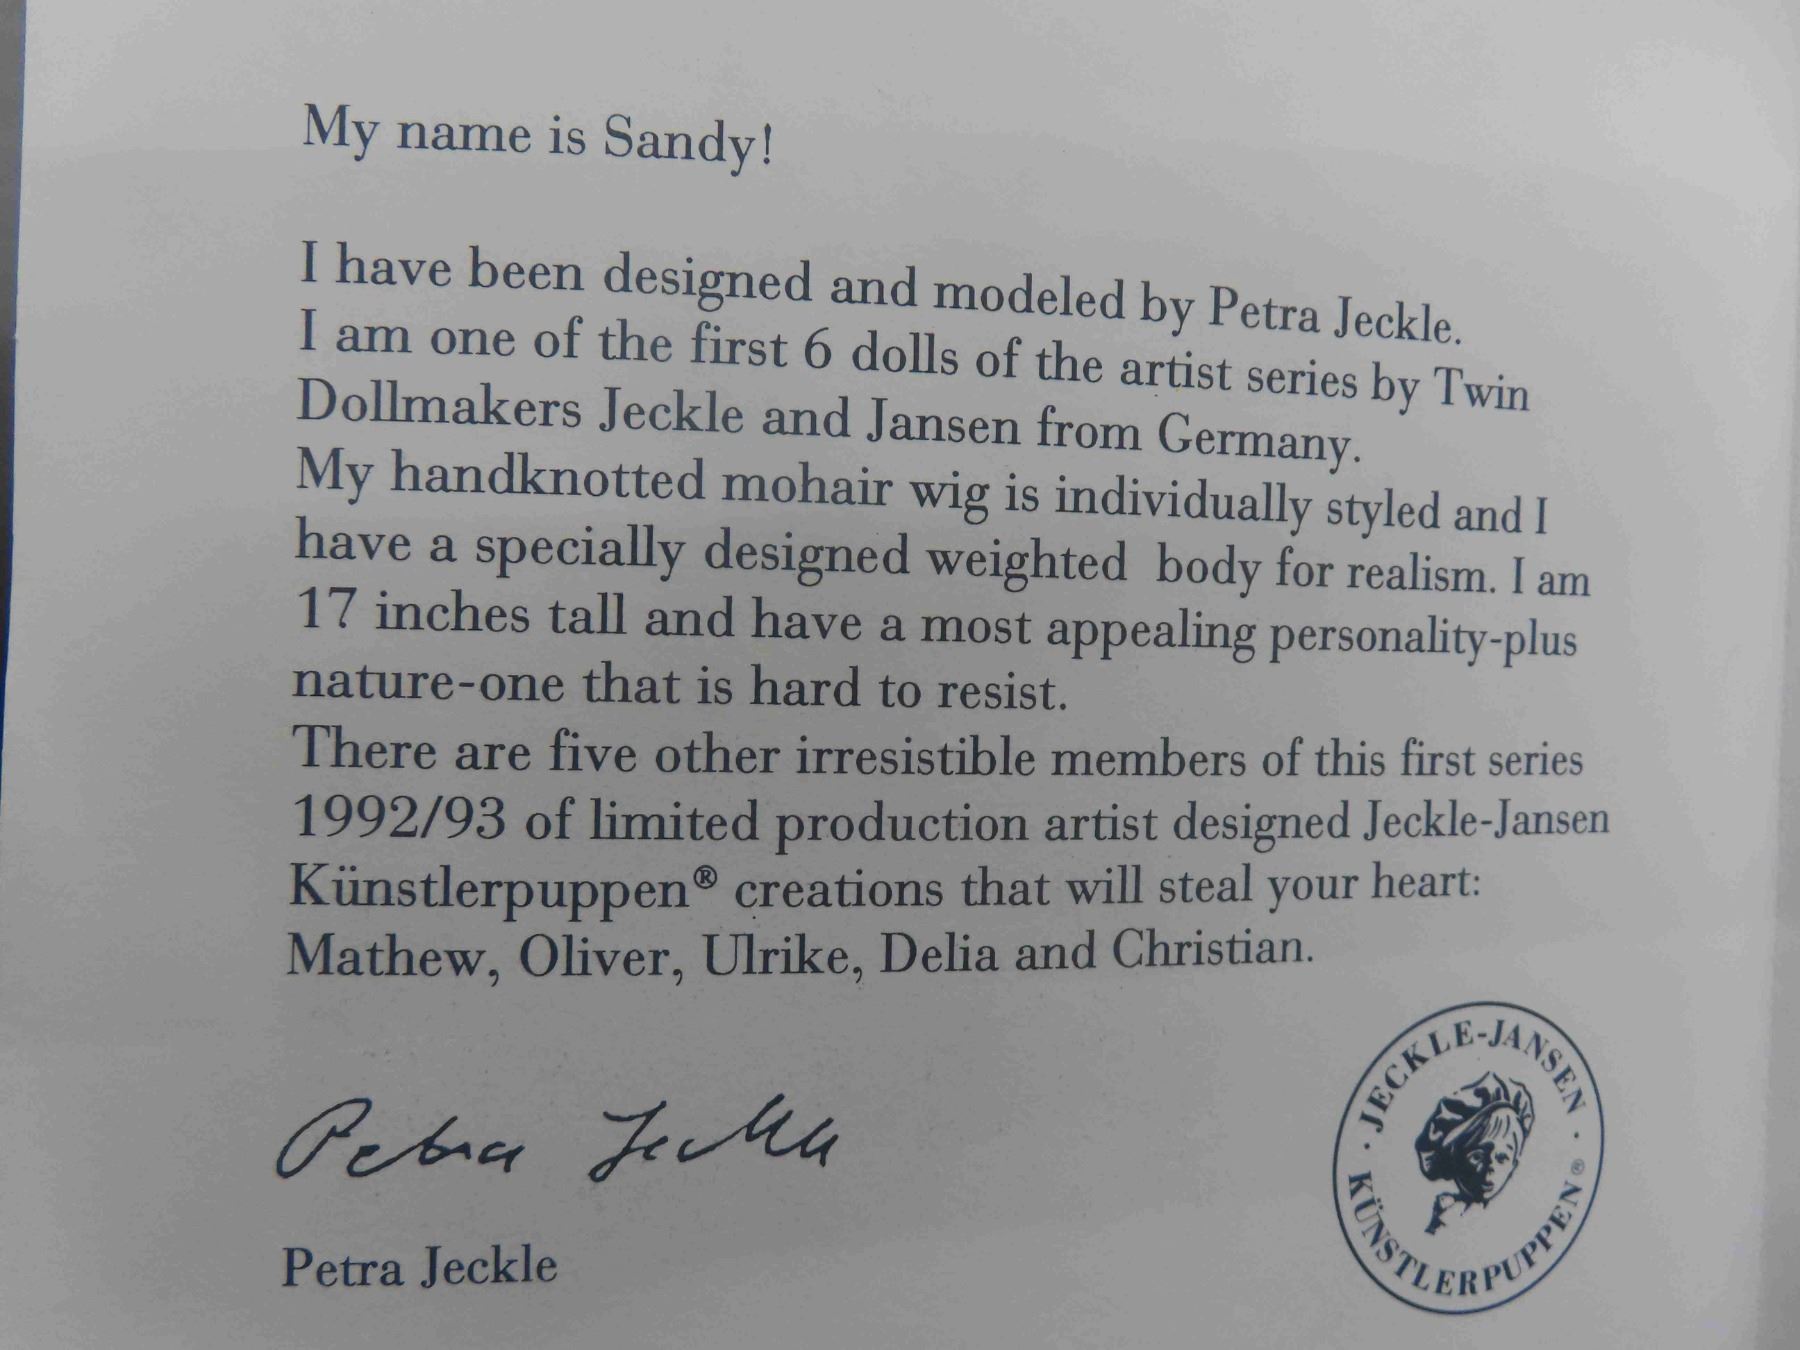 My name is Sandy!
I have been designed and modeled by Petra Jeckle.
I am one of the first 6 dolls of the artist series by Twin
Dollmakers Jeckle and Jansen from Germany.
My handknotted mohair wig is individually styled and I
have a specially designed weighted body for realism. I am
17 inches tall and have a most appealing personality-plus
nature-one that is hard to resist.
There are five other irresistible members of this first series
1992/93 of limited production artist designed Jeckle-Jansen
Künstlerpuppen® creations that will steal your heart:
Mathew, Oliver, Ulrike, Delia and Christian.
Petra Jeckle
Petra Jeckle
· JECKLE-JANSEN ·
KÜNSTLERPUPPEN®